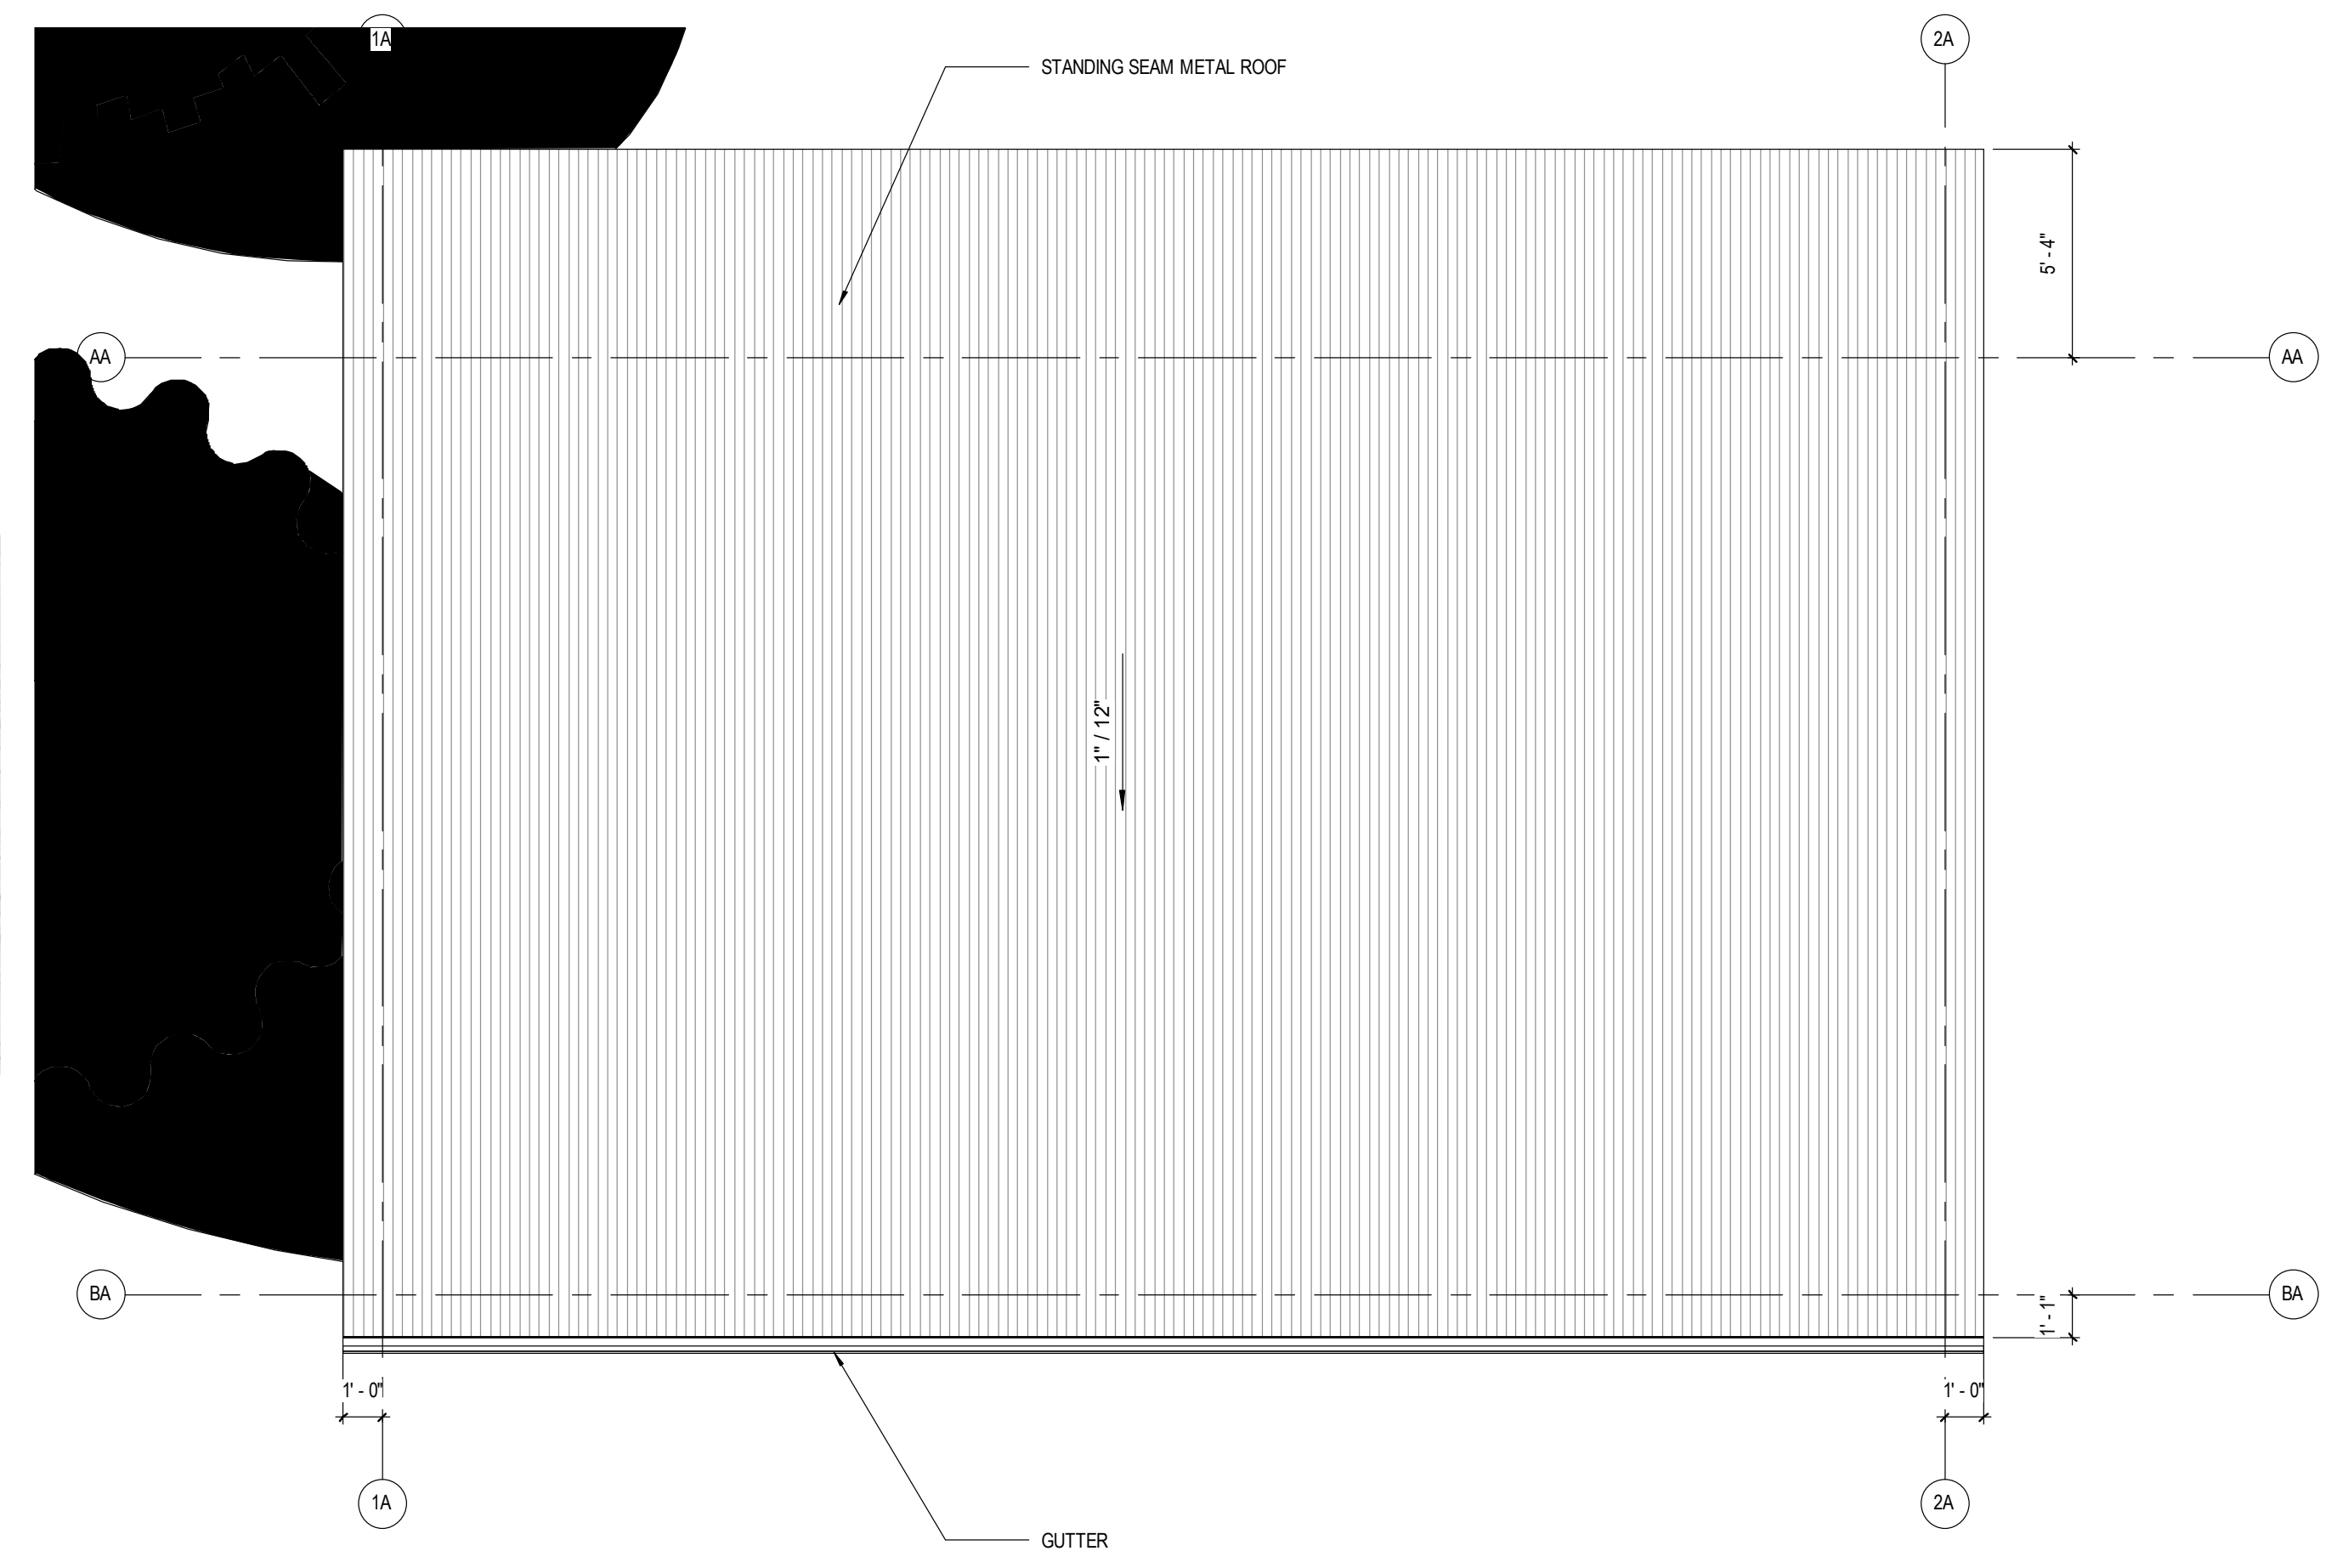 1A
2A
STANDING SEAM METAL ROOF
5' - 4"
AA
AA
1" / 12"
BA
BA
1' - 1"
1' - 0"
1' - 0"
1A
2A
GUTTER